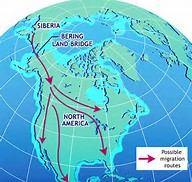 SIBERIA
BERING
LAND BRIDGE
NORTH
AMERICA
Possible
migration
routes